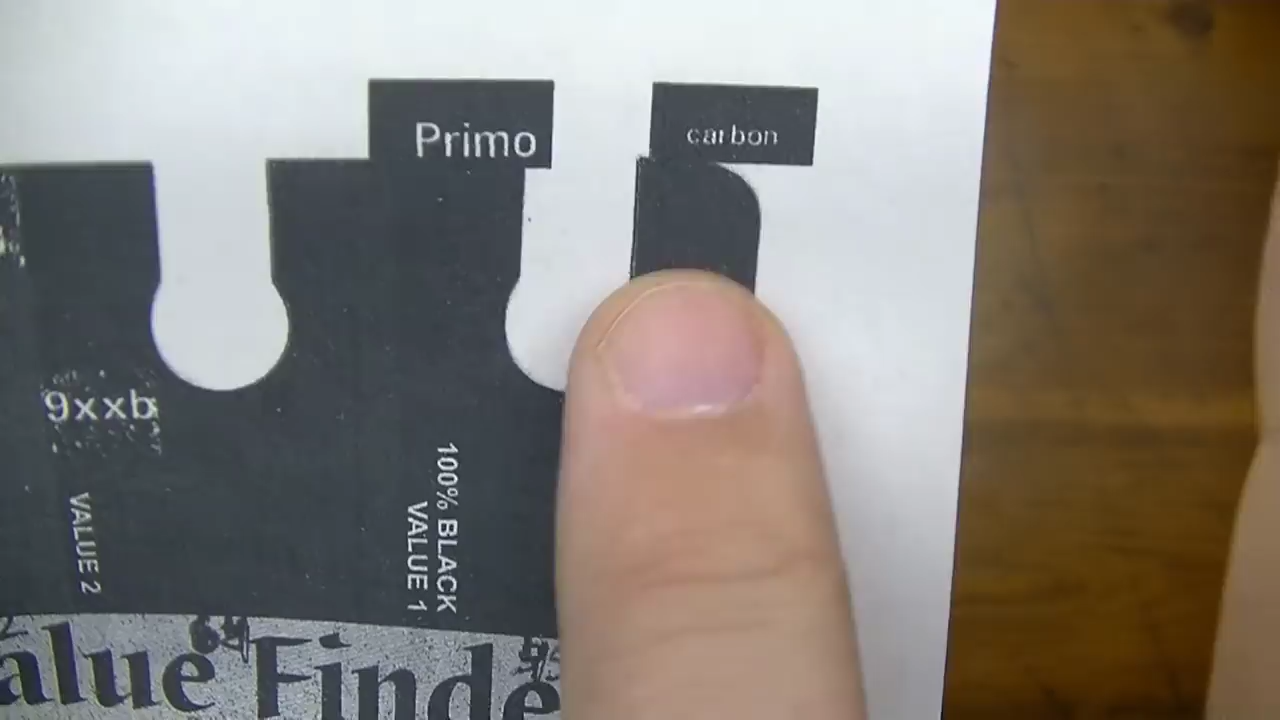 Primo
carbon
9xxb
VALUE 2
100% BLACK
VALUE 1
alue Finde